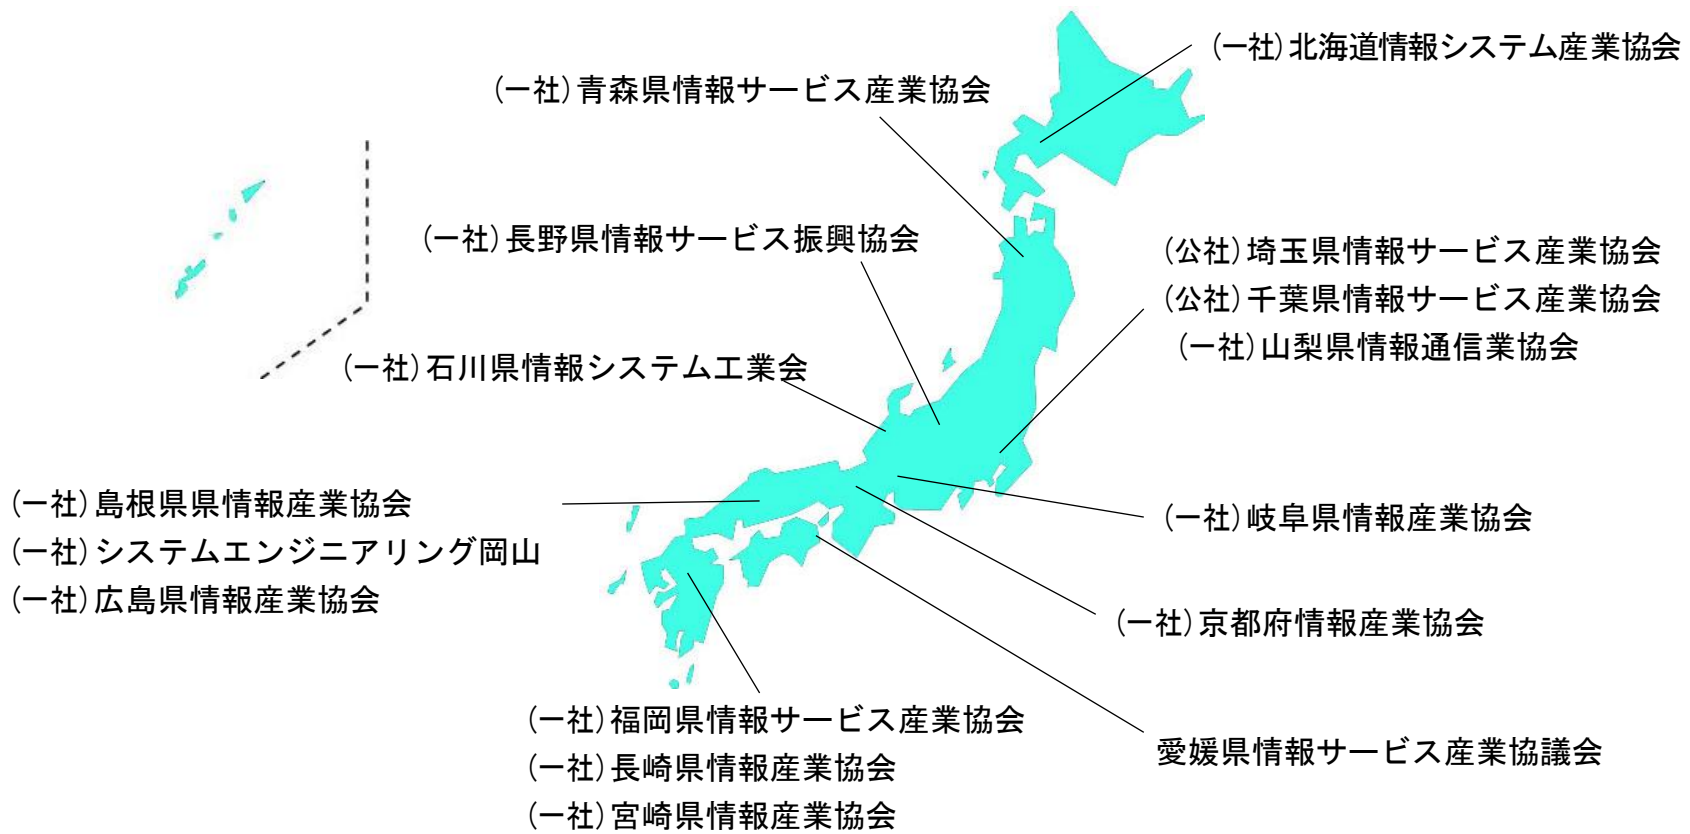 (一社)北海道情報システム産業協会
(一社)青森県情報サービス産業協会
(一社)長野県情報サービス振興協会
(公社)埼玉県情報サービス産業協会
(公社)千葉県情報サービス産業協会
(一社)山梨県情報通信業協会
(一社)石川県情報システム工業会
(一社)島根県県情報産業協会
(一社)システムエンジニアリング岡山
(一社)広島県情報産業協会
(一社)岐阜県情報産業協会
(一社)京都府情報産業協会
(一社)福岡県情報サービス産業協会
(一社)長崎県情報産業協会
(一社)宮崎県情報産業協会
愛媛県情報サービス産業協議会